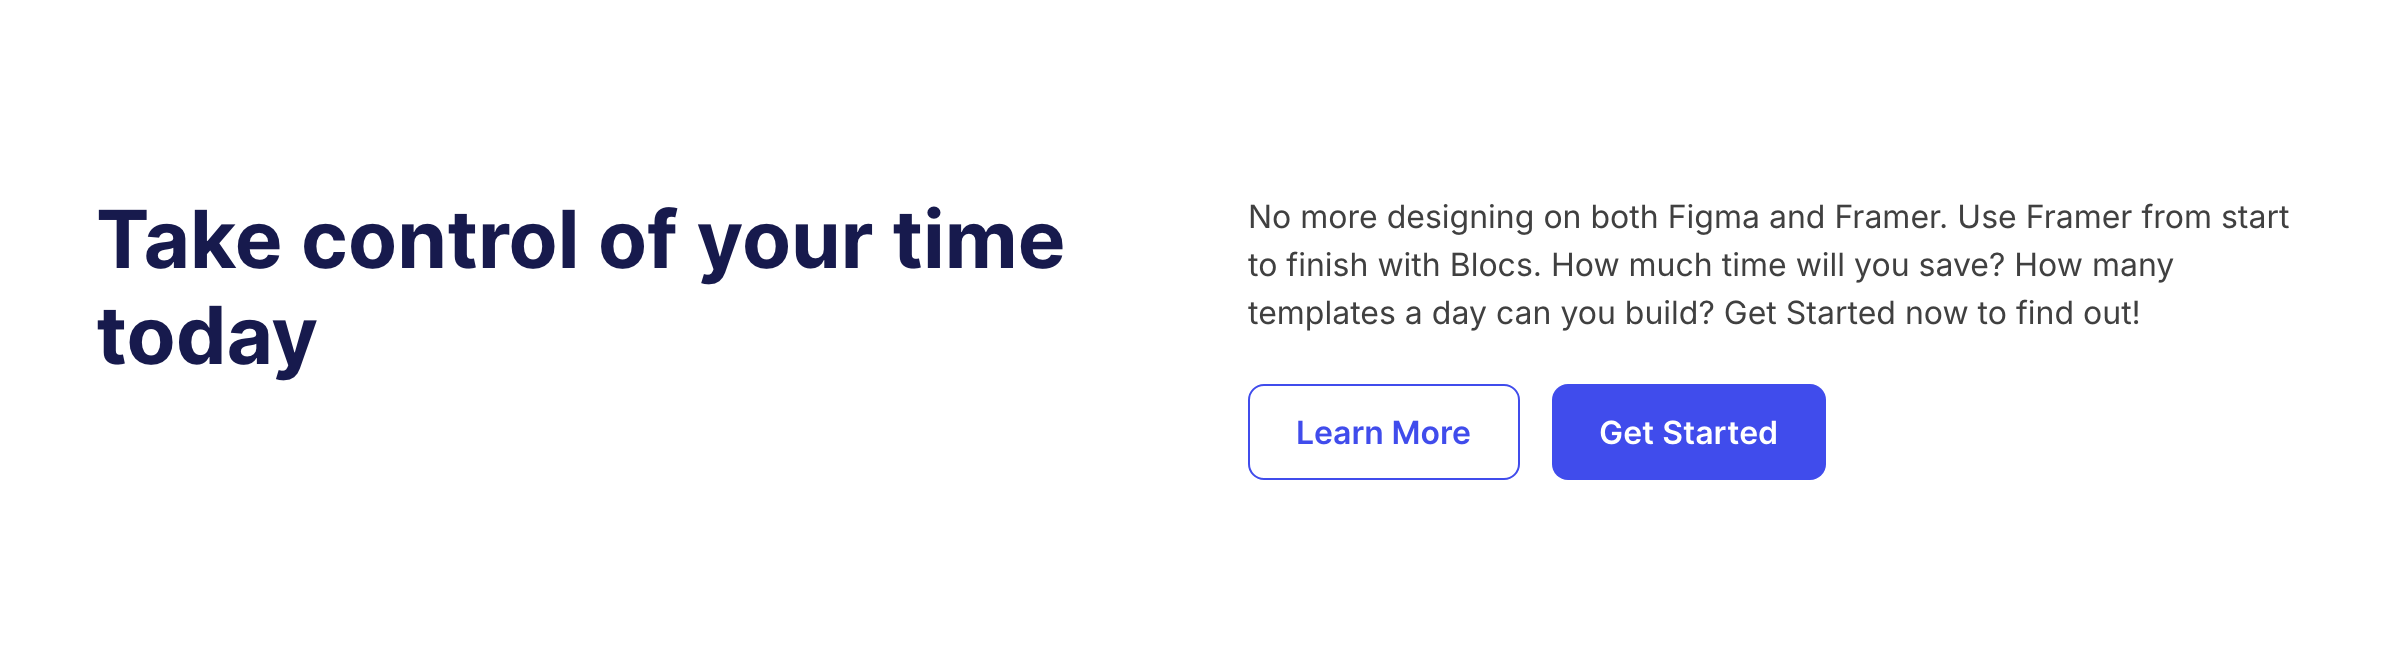 Take control of your time
today
No more designing on both Figma and Framer. Use Framer from start
to finish with Blocs. How much time will you save? How many
templates a day can you build? Get Started now to find out!
Learn More
Get Started